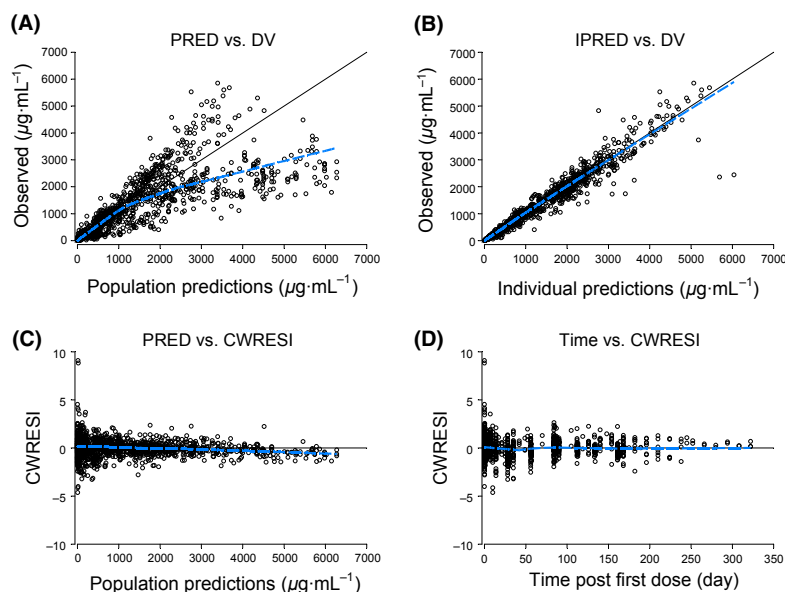 (A)
PRED vs. DV
Observed (µg·mL⁻¹)
7000
6000
5000
4000
3000
2000
1000
0
0 1000 2000 3000 4000 5000 6000 7000
Population predictions (µg·mL⁻¹)
(B)
IPRED vs. DV
Observed (µg·mL⁻¹)
7000
6000
5000
4000
3000
2000
1000
0
0 1000 2000 3000 4000 5000 6000 7000
Individual predictions (µg·mL⁻¹)
(C)
PRED vs. CWRESI
CWRESI
10
5
0
−5
−10
0 1000 2000 3000 4000 5000 6000 7000
Population predictions (µg·mL⁻¹)
(D)
Time vs. CWRESI
CWRESI
10
5
0
−5
−10
0 50 100 150 200 250 300 350
Time post first dose (day)